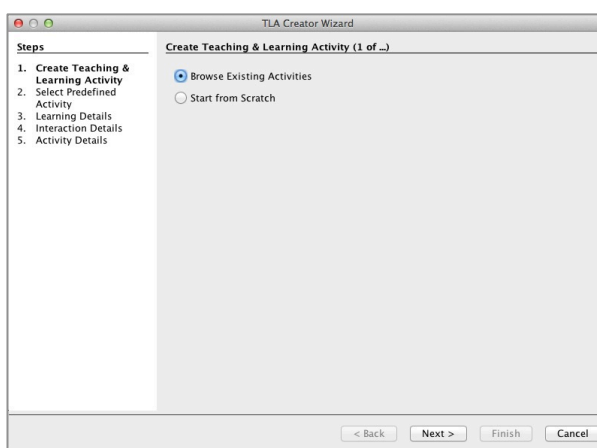 TLA Creator Wizard
Steps
1. Create Teaching &
Learning Activity
2. Select Predefined
Activity
3. Learning Details
4. Interaction Details
5. Activity Details
Create Teaching & Learning Activity (1 of ...)
Browse Existing Activities
Start from Scratch
< Back
Next >
Finish
Cancel